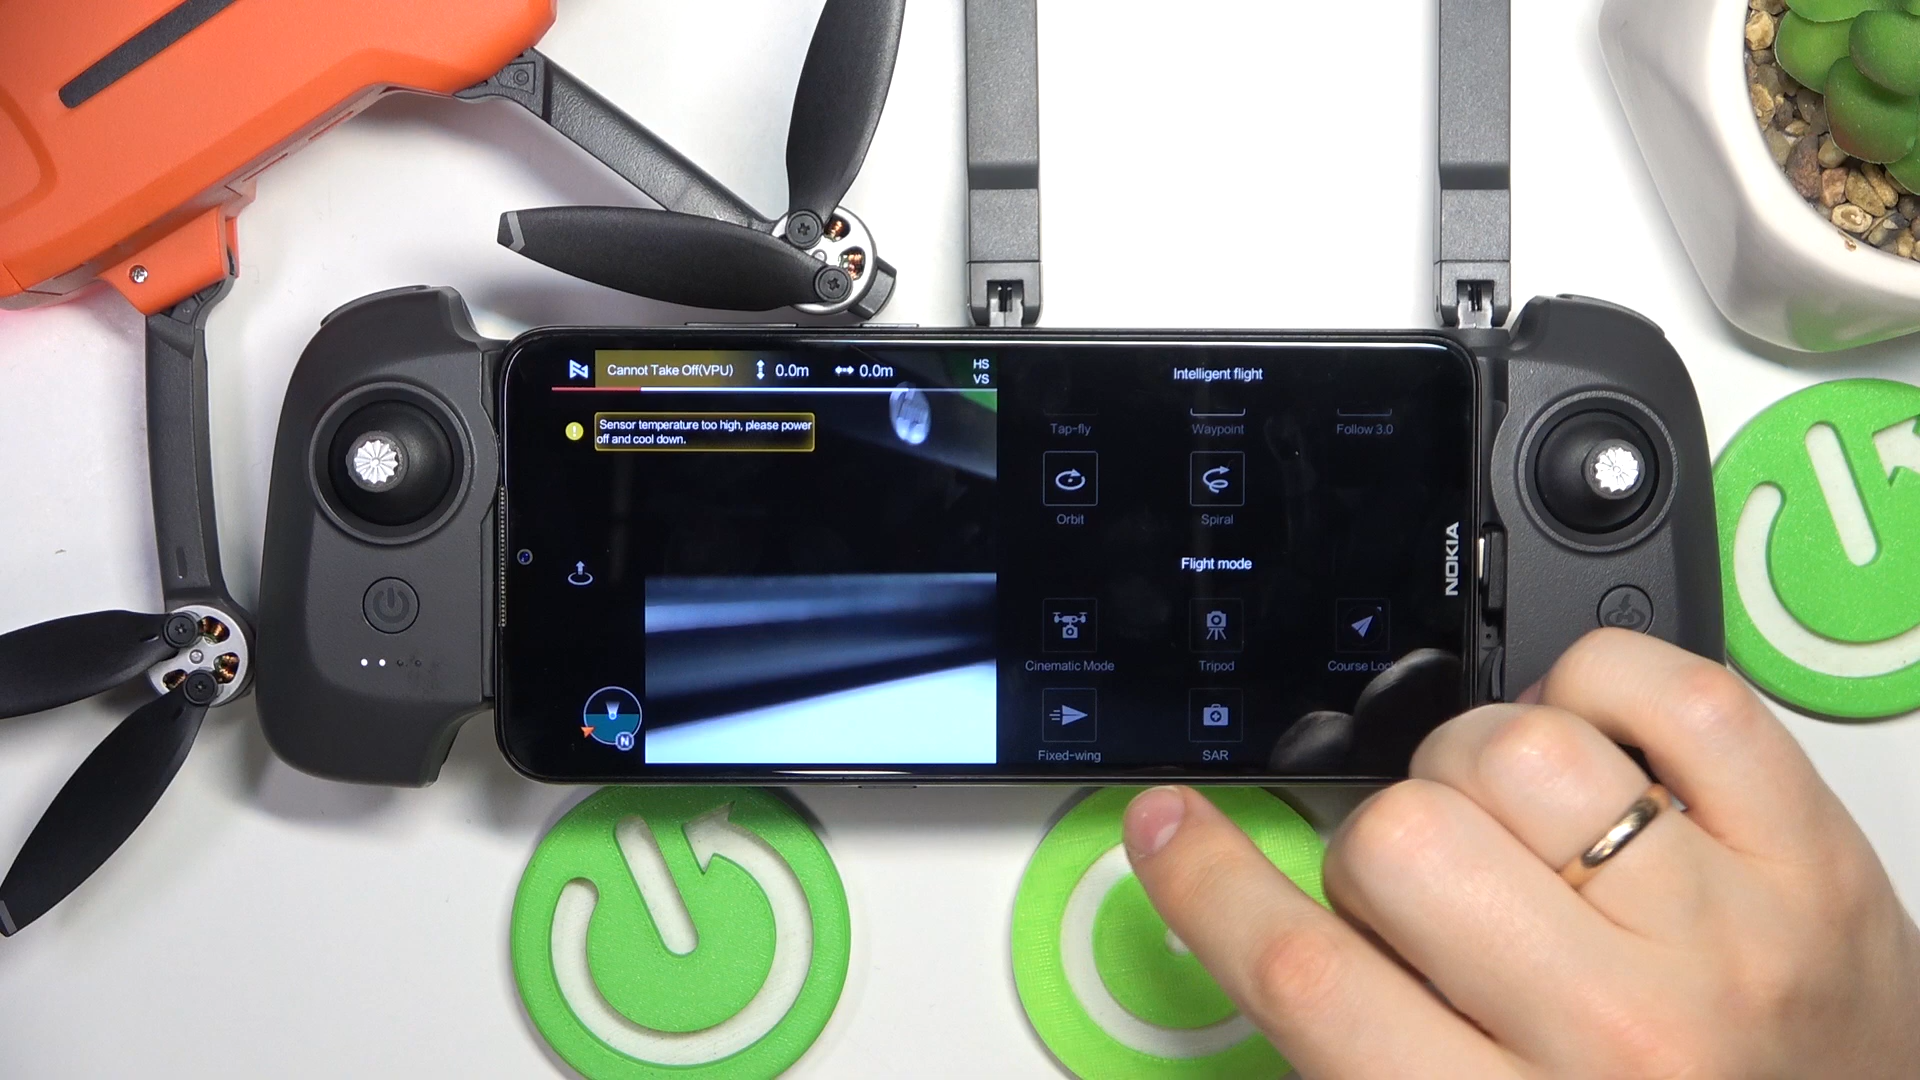 Cannot Take Off(VPU) 0.0m 0.0m HS
VS
Sensor temperature too high, please power
off and cool down.
N
Intelligent flight
Tap-fly Waypoint Follow 3.0
Orbit Spiral
Flight mode
Cinematic Mode Tripod Course Lock
Fixed-wing SAR
NOKIA